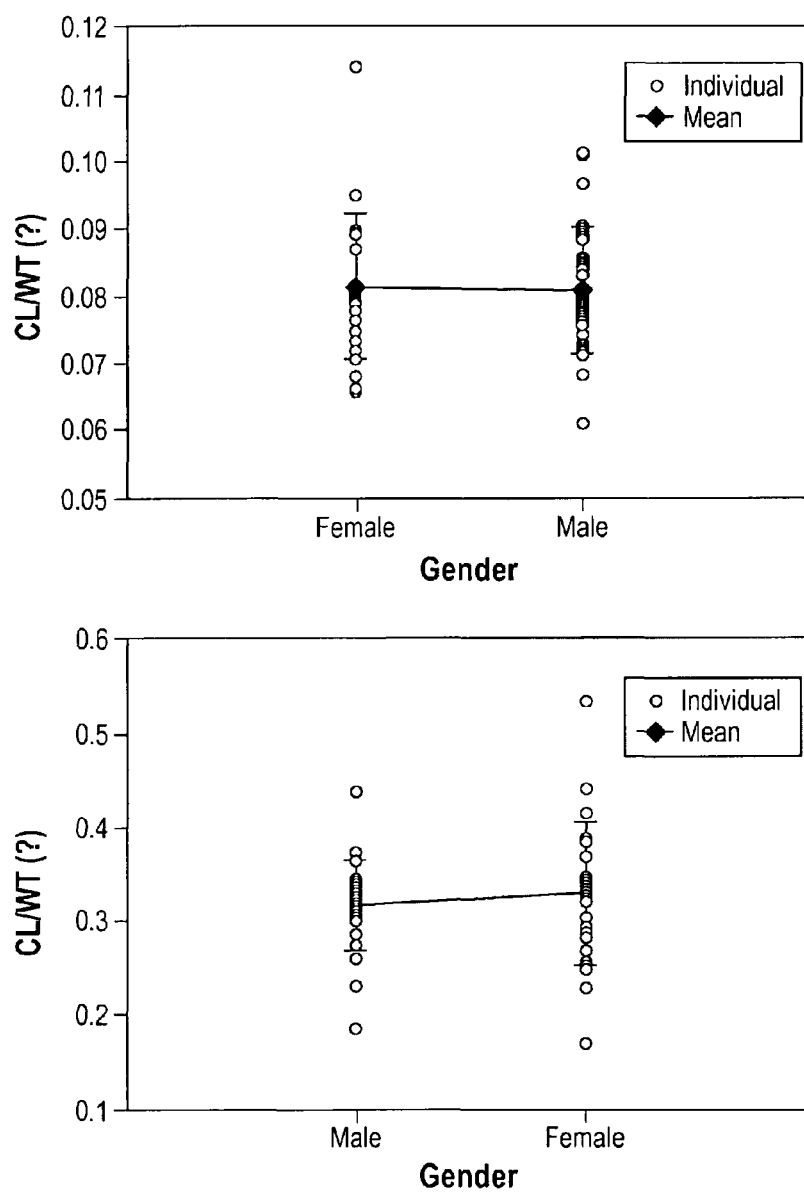 0.12
0.11
0.10
0.09
0.08
0.07
0.06
0.05
CL/WT (?)
Individual
Mean
Female Male
Gender
0.6
0.5
0.4
0.3
0.2
0.1
CL/WT (?)
Individual
Mean
Male Female
Gender